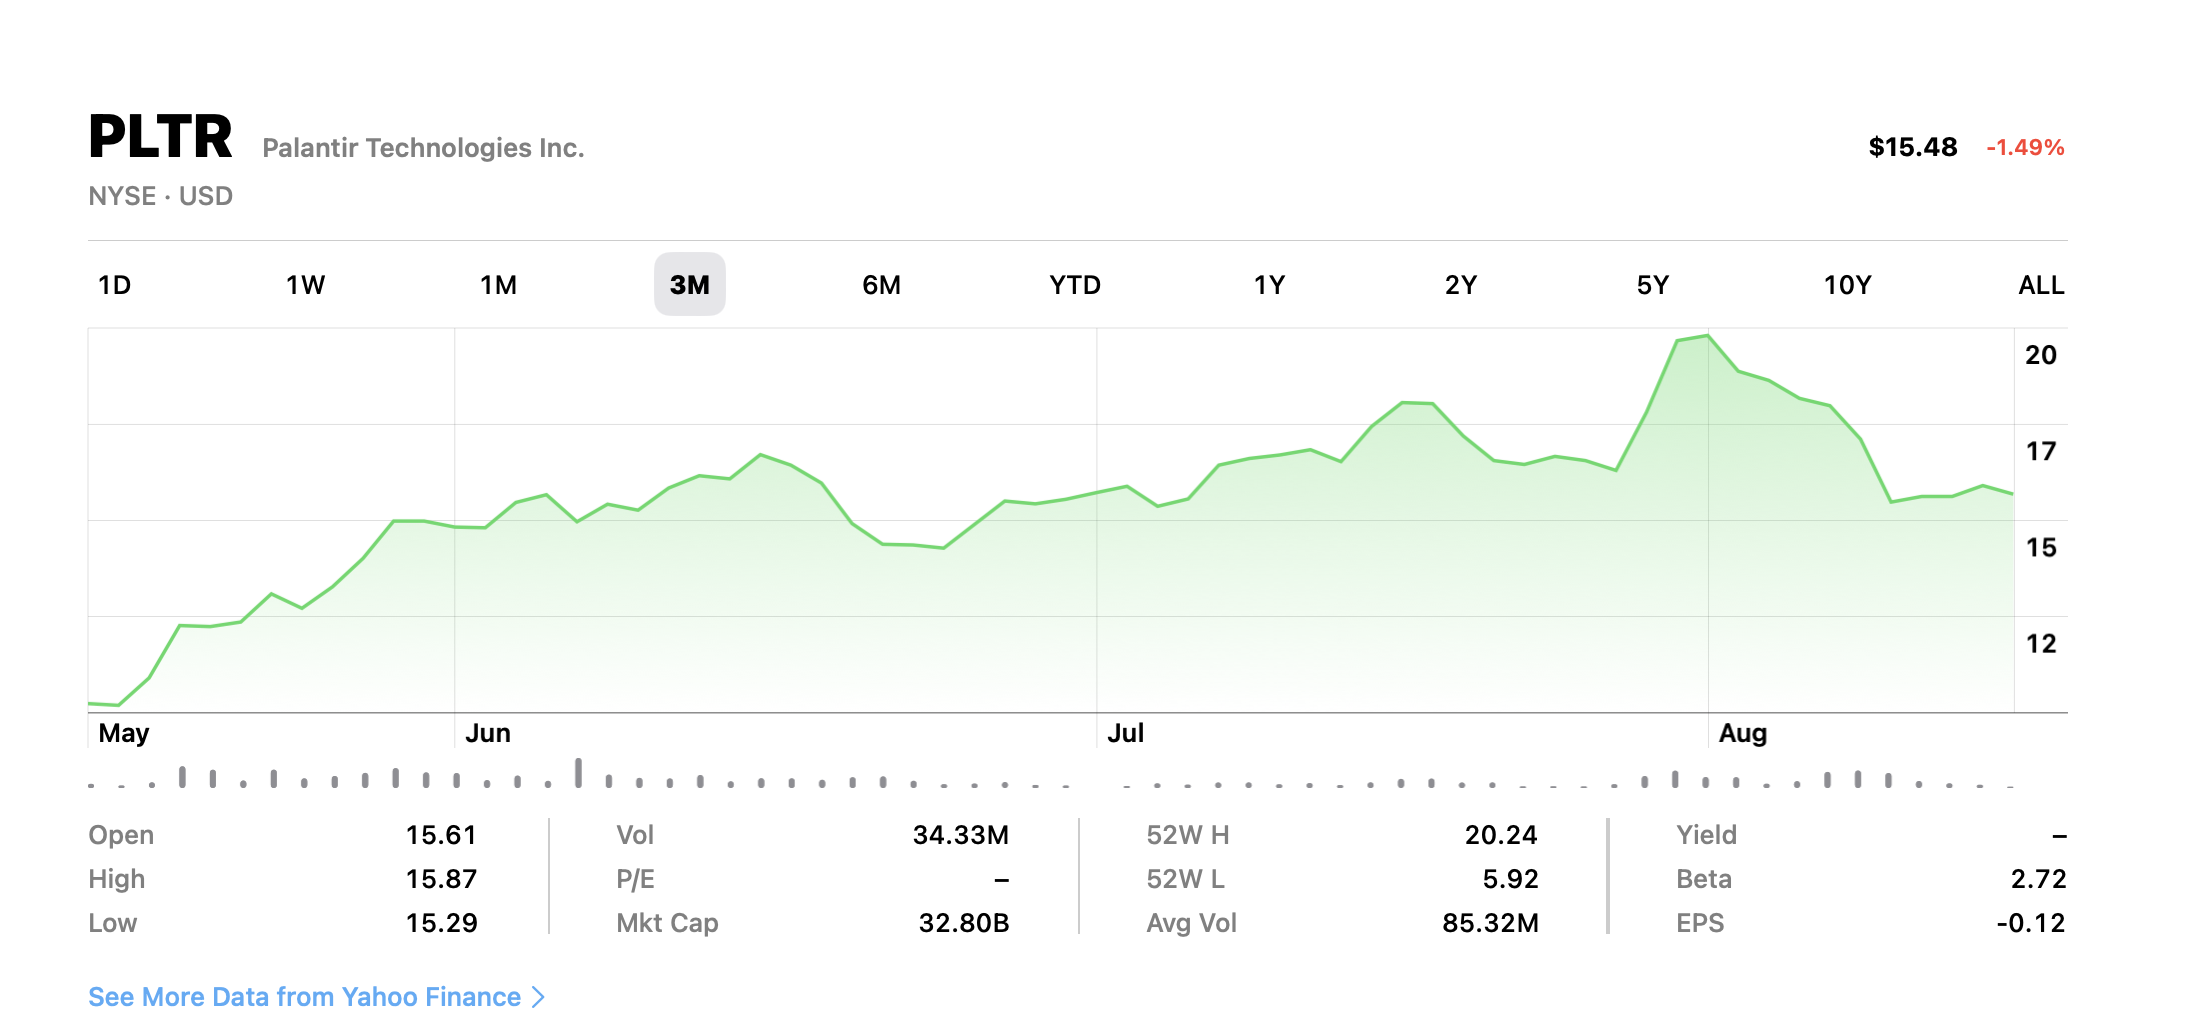 PLTR Palantir Technologies Inc. $15.48 -1.49%
NYSE · USD
1D 1W 1M 3M 6M YTD 1Y 2Y 5Y 10Y ALL
20
17
15
12
May Jun Jul Aug
Open 15.61 Vol 34.33M 52W H 20.24 Yield –
High 15.87 P/E – 52W L 5.92 Beta 2.72
Low 15.29 Mkt Cap 32.80B Avg Vol 85.32M EPS -0.12
See More Data from Yahoo Finance >